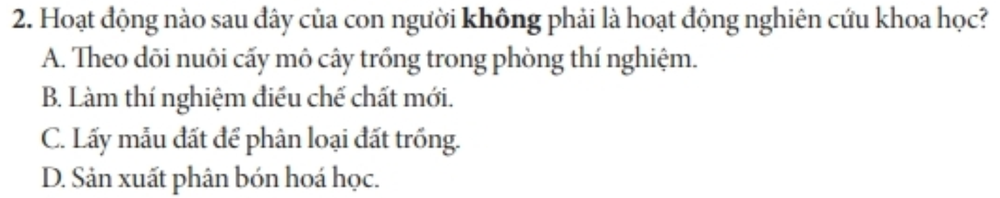 2. Hoạt động nào sau đây của con người không phải là hoạt động nghiên cứu khoa học?
A. Theo dõi nuôi cấy mô cây trồng trong phòng thí nghiệm.
B. Làm thí nghiệm điều chế chất mới.
C. Lấy mẫu đất để phân loại đất trồng.
D. Sản xuất phân bón hoá học.